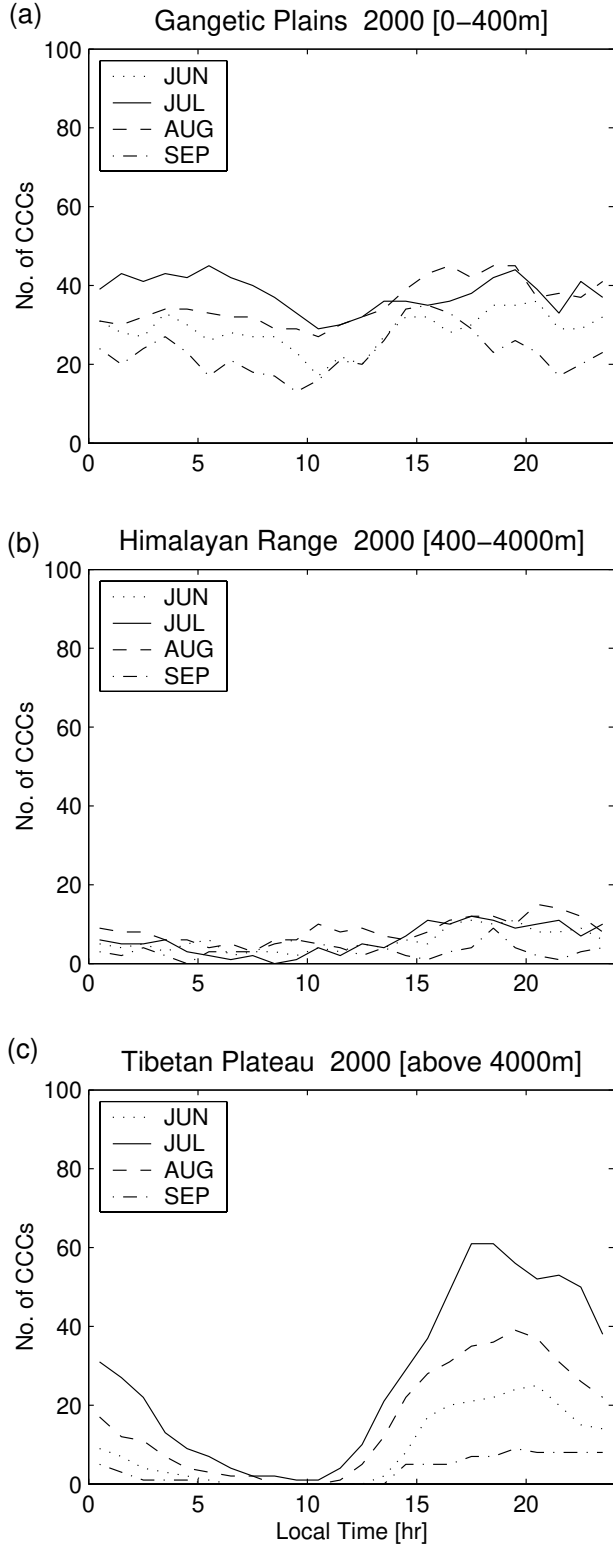 (a)
Gangetic Plains 2000 [0−400m]
100
80
60
40
20
0
No. of CCCs
JUN
JUL
AUG
SEP
0 5 10 15 20
(b)
Himalayan Range 2000 [400−4000m]
100
80
60
40
20
0
No. of CCCs
JUN
JUL
AUG
SEP
0 5 10 15 20
(c)
Tibetan Plateau 2000 [above 4000m]
100
80
60
40
20
0
No. of CCCs
JUN
JUL
AUG
SEP
0 5 10 15 20
Local Time [hr]